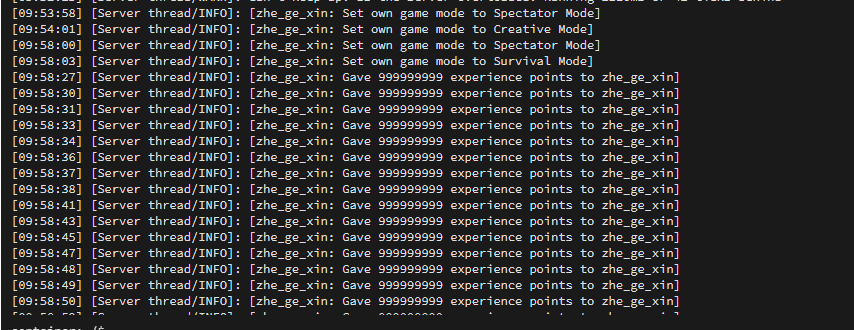 [09:53:58] [Server thread/INFO]: [zhe_ge_xin: Set own game mode to Spectator Mode]
[09:54:01] [Server thread/INFO]: [zhe_ge_xin: Set own game mode to Creative Mode]
[09:58:00] [Server thread/INFO]: [zhe_ge_xin: Set own game mode to Spectator Mode]
[09:58:03] [Server thread/INFO]: [zhe_ge_xin: Set own game mode to Survival Mode]
[09:58:27] [Server thread/INFO]: [zhe_ge_xin: Gave 999999999 experience points to zhe_ge_xin]
[09:58:30] [Server thread/INFO]: [zhe_ge_xin: Gave 999999999 experience points to zhe_ge_xin]
[09:58:31] [Server thread/INFO]: [zhe_ge_xin: Gave 999999999 experience points to zhe_ge_xin]
[09:58:33] [Server thread/INFO]: [zhe_ge_xin: Gave 999999999 experience points to zhe_ge_xin]
[09:58:34] [Server thread/INFO]: [zhe_ge_xin: Gave 999999999 experience points to zhe_ge_xin]
[09:58:36] [Server thread/INFO]: [zhe_ge_xin: Gave 999999999 experience points to zhe_ge_xin]
[09:58:37] [Server thread/INFO]: [zhe_ge_xin: Gave 999999999 experience points to zhe_ge_xin]
[09:58:38] [Server thread/INFO]: [zhe_ge_xin: Gave 999999999 experience points to zhe_ge_xin]
[09:58:41] [Server thread/INFO]: [zhe_ge_xin: Gave 999999999 experience points to zhe_ge_xin]
[09:58:43] [Server thread/INFO]: [zhe_ge_xin: Gave 999999999 experience points to zhe_ge_xin]
[09:58:45] [Server thread/INFO]: [zhe_ge_xin: Gave 999999999 experience points to zhe_ge_xin]
[09:58:47] [Server thread/INFO]: [zhe_ge_xin: Gave 999999999 experience points to zhe_ge_xin]
[09:58:48] [Server thread/INFO]: [zhe_ge_xin: Gave 999999999 experience points to zhe_ge_xin]
[09:58:49] [Server thread/INFO]: [zhe_ge_xin: Gave 999999999 experience points to zhe_ge_xin]
[09:58:50] [Server thread/INFO]: [zhe_ge_xin: Gave 999999999 experience points to zhe_ge_xin]